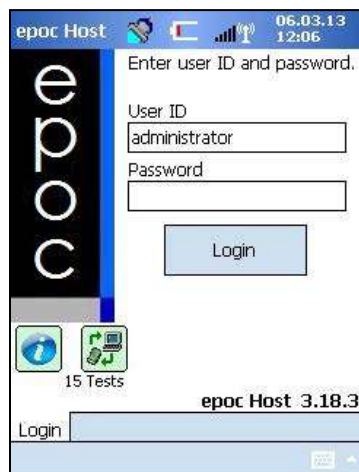 epoc Host
06.03.13
12:06
epoc
Enter user ID and password.
User ID
administrator
Password
Login
15 Tests
epoc Host 3.18.3
Login